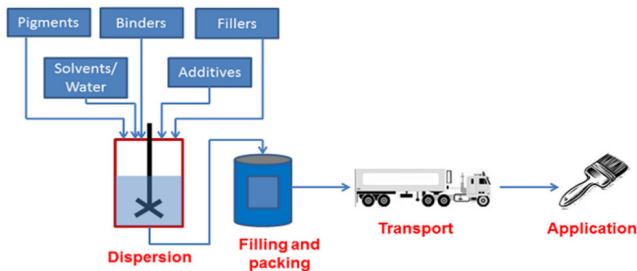 Pigments
Binders
Fillers
Solvents/
Water
Additives
Dispersion
Filling and
packing
Transport
Application